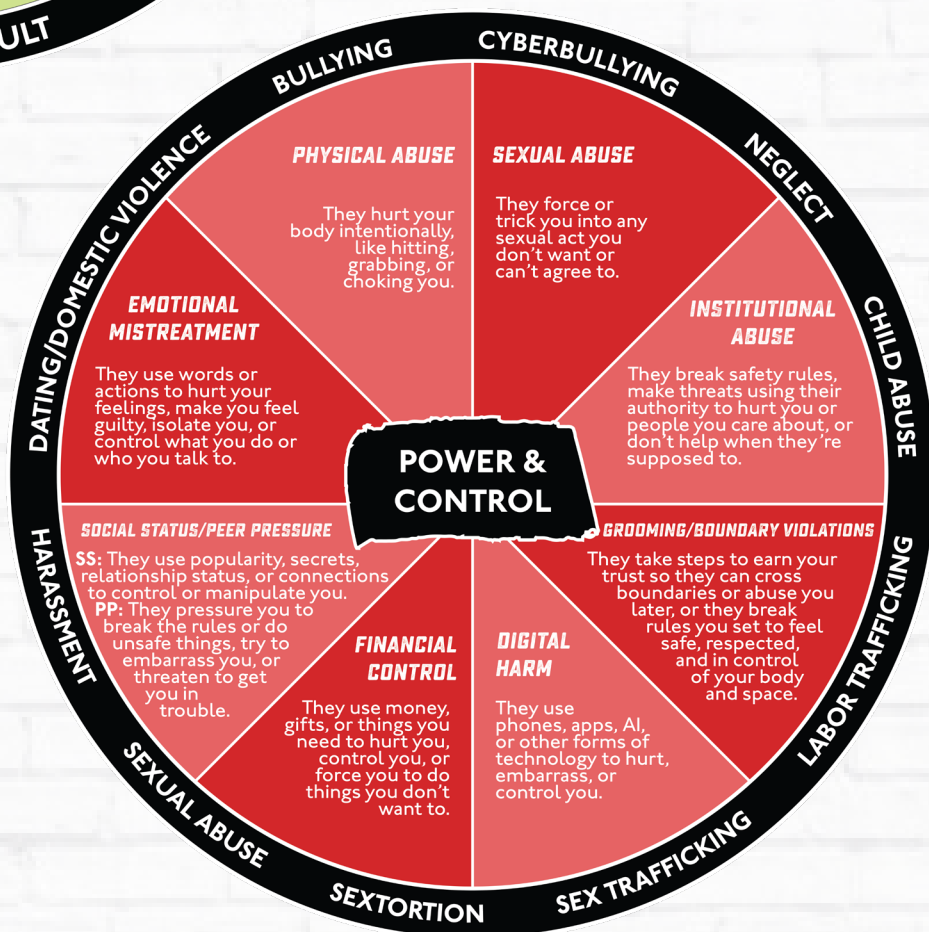 ULT
BULLYING
CYBERBULLYING
NEGLECT
CHILD ABUSE
LABOR TRAFFICKING
SEX TRAFFICKING
SEXTORTION
SEXUAL ABUSE
HARASSMENT
DATING/DOMESTIC VIOLENCE
PHYSICAL ABUSE
They hurt your
body intentionally,
like hitting,
grabbing, or
choking you.
SEXUAL ABUSE
They force or
trick you into any
sexual act you
don't want or
can't agree to.
EMOTIONAL
MISTREATMENT
They use words or
actions to hurt your
feelings, make you feel
guilty, isolate you, or
control what you do or
who you talk to.
INSTITUTIONAL
ABUSE
They break safety rules,
make threats using their
authority to hurt you or
people you care about, or
don't help when they're
supposed to.
POWER &
CONTROL
SOCIAL STATUS/PEER PRESSURE
SS: They use popularity, secrets,
relationship status, or connections
to control or manipulate you.
PP: They pressure you to
break the rules or do
unsafe things, try to
embarrass you, or
threaten to get
you in
trouble.
GROOMING/BOUNDARY VIOLATIONS
They take steps to earn your
trust so they can cross
boundaries or abuse you
later, or they break
rules you set to feel
safe, respected,
and in control
of your body
and space.
FINANCIAL
CONTROL
They use money,
gifts, or things you
need to hurt you,
control you, or
force you to do
things you don't
want to.
DIGITAL
HARM
They use
phones, apps, AI,
or other forms of
technology to hurt,
embarrass, or
control you.